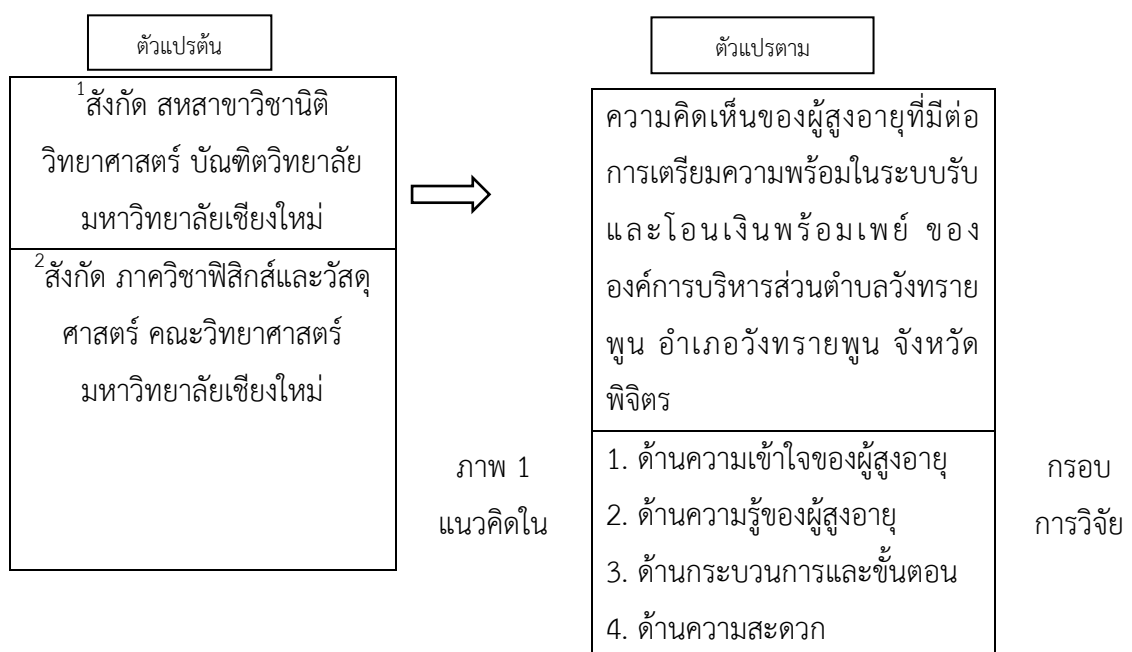 ตัวแปรต้น
ตัวแปรตาม
¹สังกัด สหสาขาวิชานิติ
วิทยาศาสตร์ บัณฑิตวิทยาลัย
มหาวิทยาลัยเชียงใหม่
²สังกัด ภาควิชาฟิสิกส์และวัสดุ
ศาสตร์ คณะวิทยาศาสตร์
มหาวิทยาลัยเชียงใหม่
ความคิดเห็นของผู้สูงอายุที่มีต่อ
การเตรียมความพร้อมในระบบรับ
และโอนเงินพร้อมเพย์ ของ
องค์การบริหารส่วนตำบลวังทราย
พูน อำเภอวังทรายพูน จังหวัด
พิจิตร
1. ด้านความเข้าใจของผู้สูงอายุ
2. ด้านความรู้ของผู้สูงอายุ
3. ด้านกระบวนการและขั้นตอน
4. ด้านความสะดวก
ภาพ 1
แนวคิดใน
กรอบ
การวิจัย